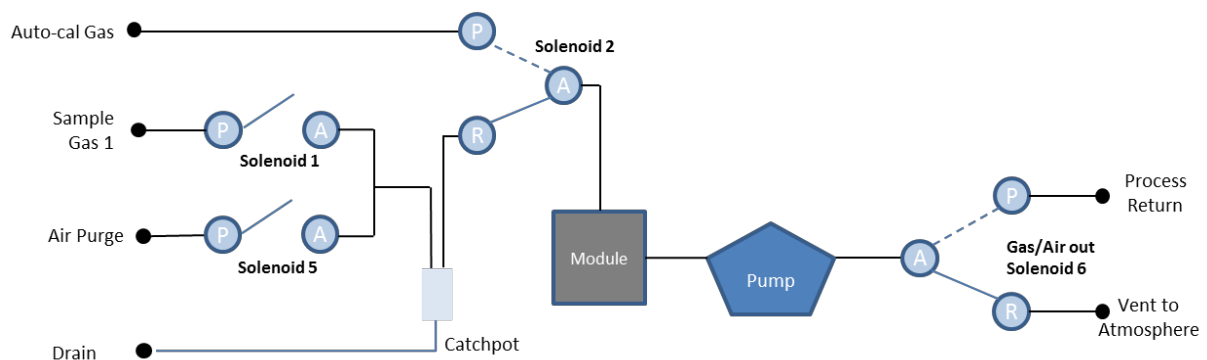 Auto-cal Gas
P
Solenoid 2
A
Sample
Gas 1
P
A
R
Solenoid 1
Air Purge
P
A
Solenoid 5
Module
Pump
A
P
Process
Return
Gas/Air out
Solenoid 6
R
Vent to
Atmosphere
Drain
Catchpot